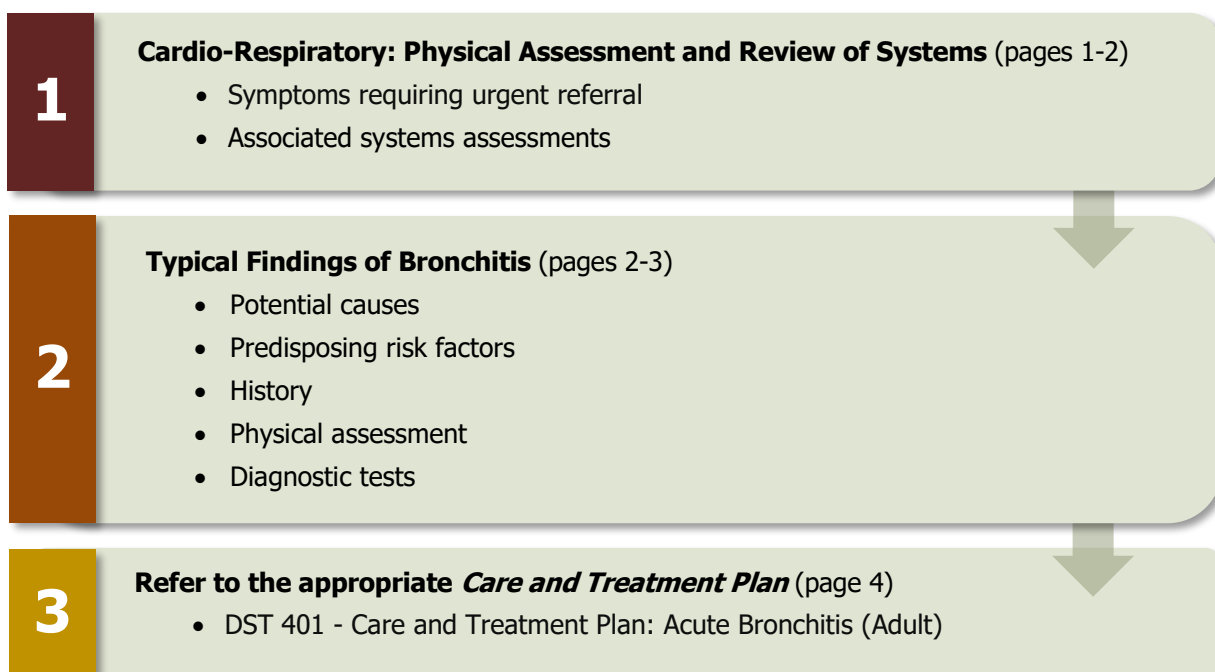 1
Cardio-Respiratory: Physical Assessment and Review of Systems (pages 1-2)
• Symptoms requiring urgent referral
• Associated systems assessments
2
Typical Findings of Bronchitis (pages 2-3)
• Potential causes
• Predisposing risk factors
• History
• Physical assessment
• Diagnostic tests
3
Refer to the appropriate Care and Treatment Plan (page 4)
• DST 401 - Care and Treatment Plan: Acute Bronchitis (Adult)